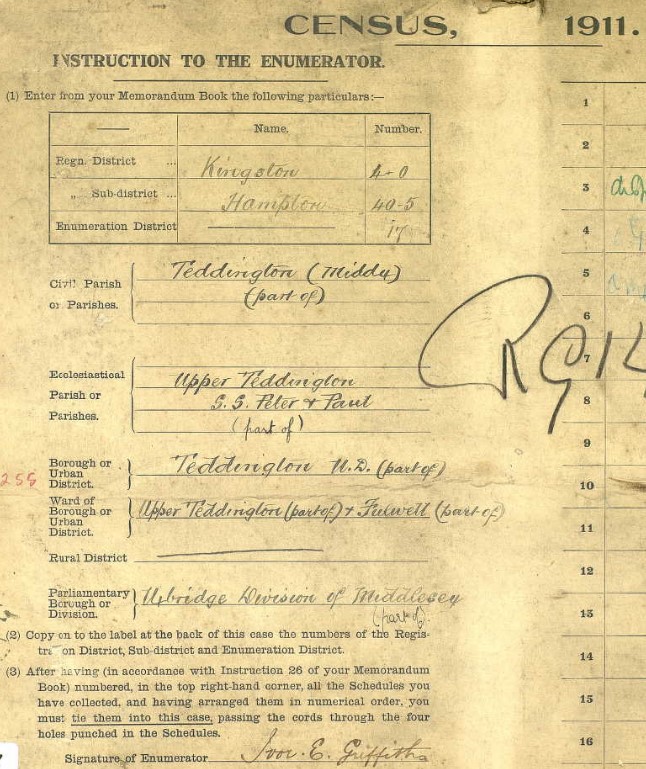 CENSUS, 1911.
INSTRUCTION TO THE ENUMERATOR.
(1) Enter from your Memorandum Book the following particulars:—
Name. Number.
Regn. District ... Kingston 40
„ Sub-district ... Hampton 40-5
Enumeration District 17
Civil Parish or Parishes.
Teddington (Middx)
(part of)
Ecclesiastical Parish or Parishes.
Upper Teddington
S.S. Peter & Paul
(part of)
255
Borough or Urban District.
Teddington U.D. (part of)
Ward of Borough or Urban District.
Upper Teddington (part of) & Fulwell (part of)
Rural District
Parliamentary Borough or Division.
Uxbridge Division of Middlesex
(part of)
(2) Copy on to the label at the back of this case the numbers of the Regis-
tration District, Sub-district and Enumeration District.
(3) After having (in accordance with Instruction 26 of your Memorandum
Book) numbered, in the top right-hand corner, all the Schedules you
have collected, and having arranged them in numerical order, you
must tie them into this case, passing the cords through the four
holes punched in the Schedules.
Signature of Enumerator Ivor. E. Griffiths
1
2
3
4
5
6
7
8
9
10
11
12
13
14
15
16